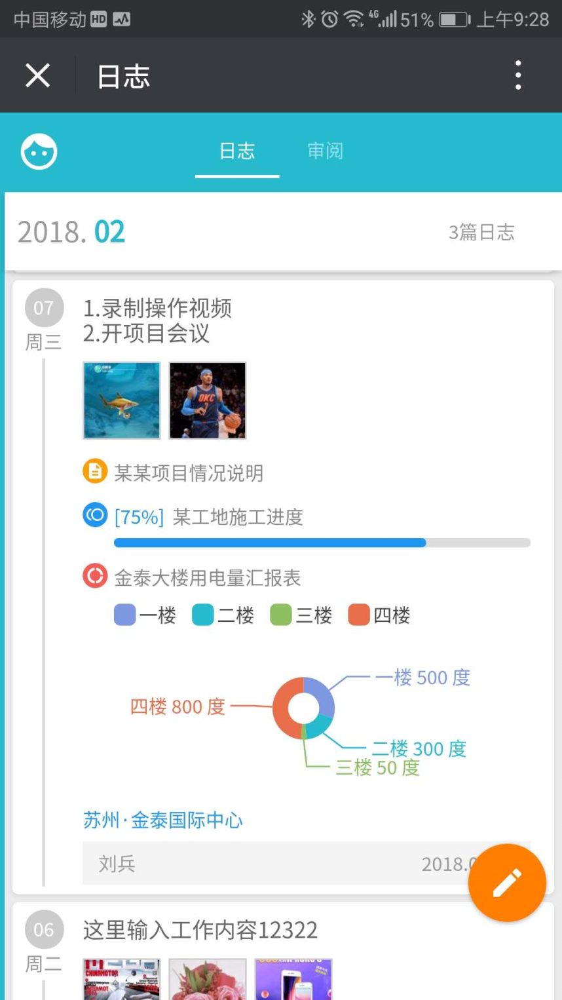 中国移动 HD 4G 51% 上午9:28
日志
日志 审阅
2018. 02 3篇日志
07 1.录制操作视频
周三 2.开项目会议
OKC
7
某某项目情况说明
[75%] 某工地施工进度
金泰大楼用电量汇报表
一楼 二楼 三楼 四楼
一楼 500 度
四楼 800 度
二楼 300 度
三楼 50 度
苏州·金泰国际中心
刘兵 2018.0
06 这里输入工作内容12322
周二
CHINAMOTOR